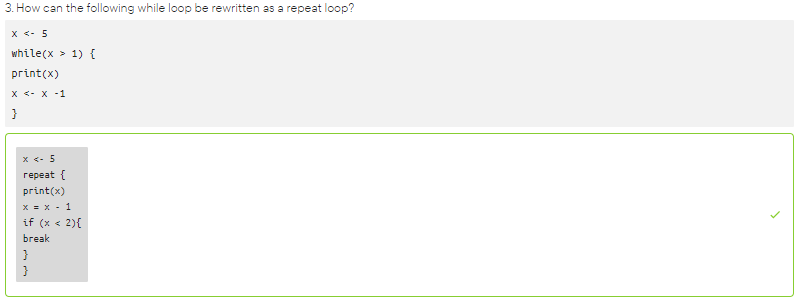 3. How can the following while loop be rewritten as a repeat loop?
x <- 5
while(x > 1) {
print(x)
x <- x -1
}
x <- 5
repeat {
print(x)
x = x - 1
if (x < 2){
break
}
}